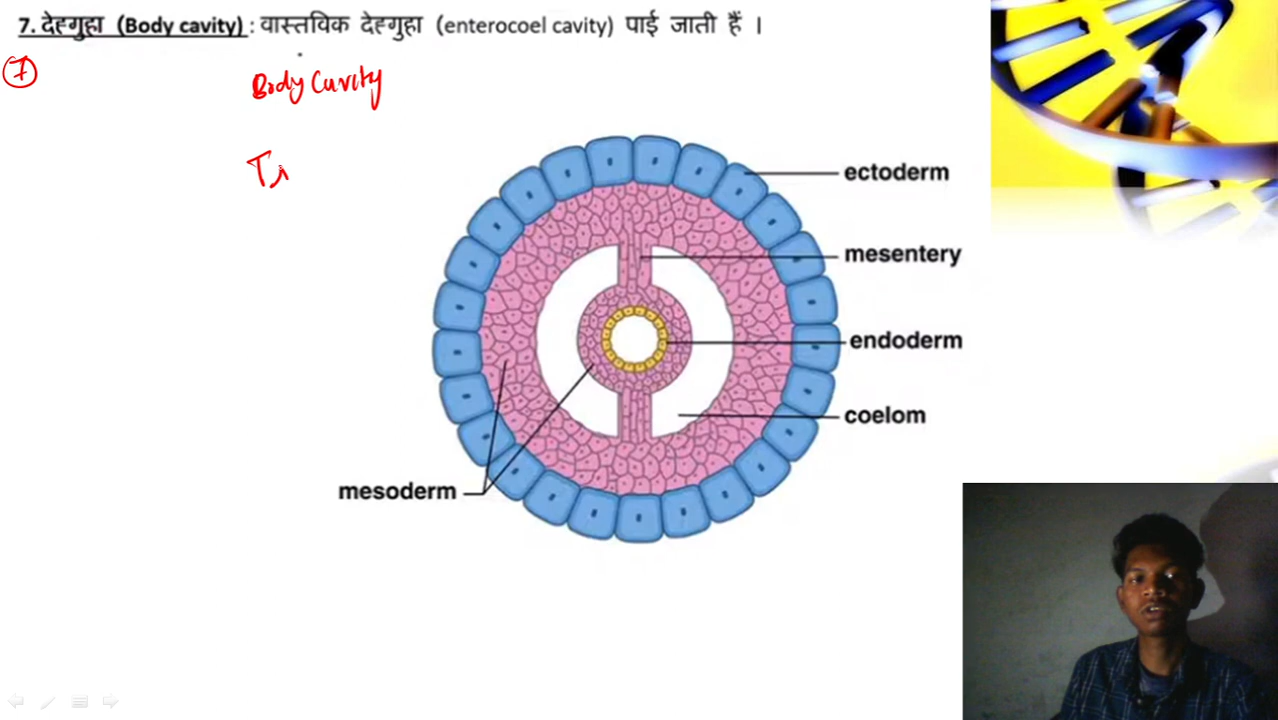 7. देहगुहा (Body cavity) : वास्तविक देहगुहा (enterocoel cavity) पाई जाती हैं ।
7
Body Cavity
ectoderm
mesentery
endoderm
coelom
mesoderm